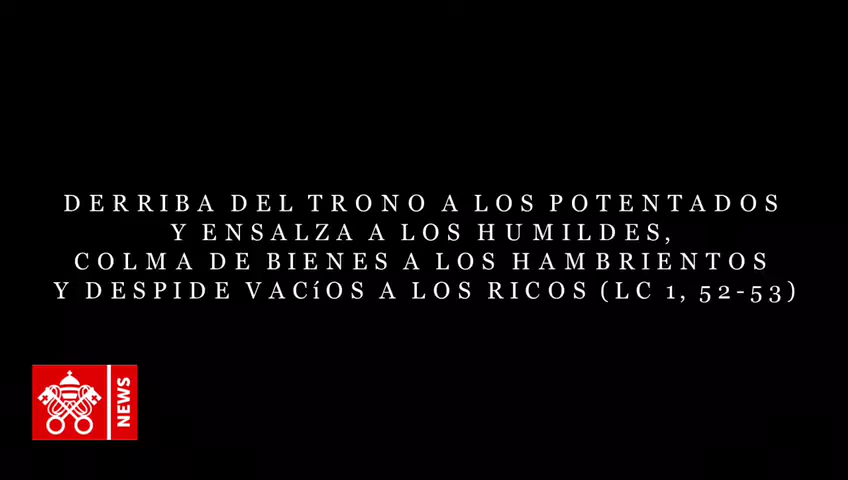 DERRIBA DEL TRONO A LOS POTENTADOS
Y ENSALZA A LOS HUMILDES,
COLMA DE BIENES A LOS HAMBRIENTOS
Y DESPIDE VACíOS A LOS RICOS (LC 1, 52-53)
NEWS